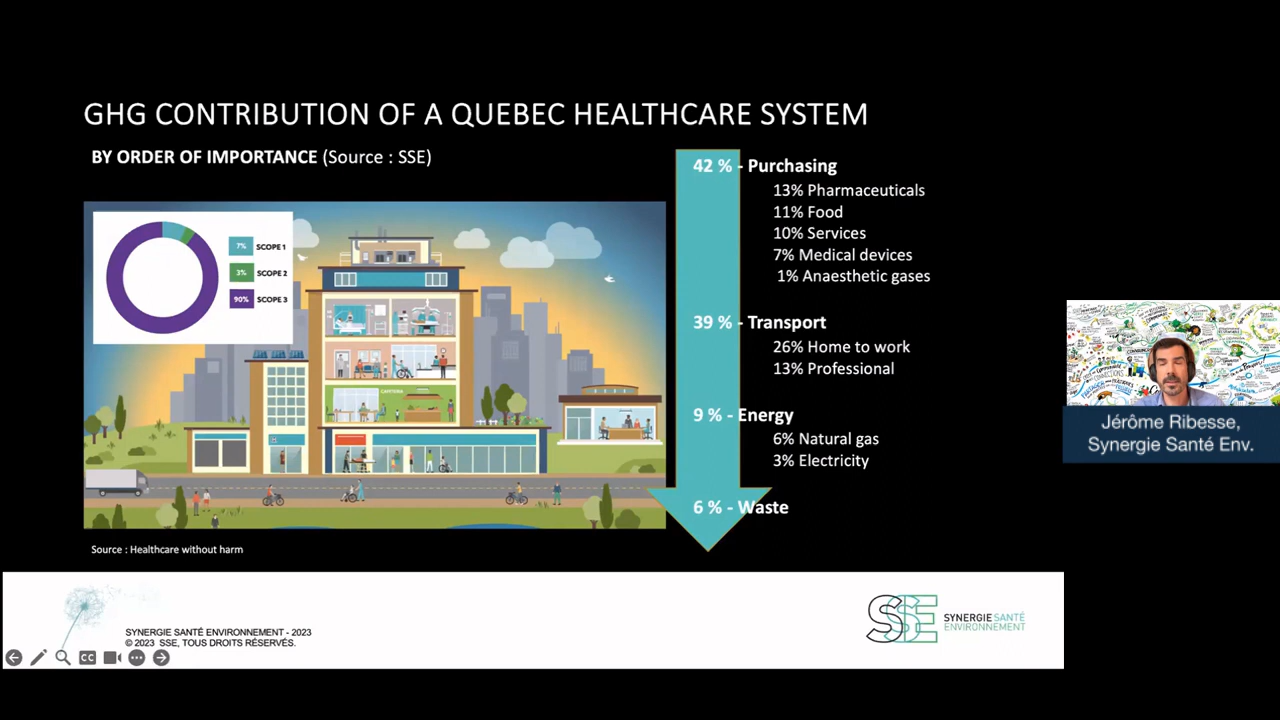 GHG CONTRIBUTION OF A QUEBEC HEALTHCARE SYSTEM
BY ORDER OF IMPORTANCE (Source : SSE)
7% SCOPE 1
3% SCOPE 2
90% SCOPE 3
CAFETERIA
Source : Healthcare without harm
42 % - Purchasing
13% Pharmaceuticals
11% Food
10% Services
7% Medical devices
1% Anaesthetic gases
39 % - Transport
26% Home to work
13% Professional
9 % - Energy
6% Natural gas
3% Electricity
6 % - Waste
Jérôme Ribesse,
Synergie Santé Env.
SYNERGIE SANTÉ ENVIRONNEMENT - 2023
© 2023 SSE, TOUS DROITS RÉSERVÉS.
CC
SSE
SYNERGIE SANTÉ
ENVIRONNEMENT